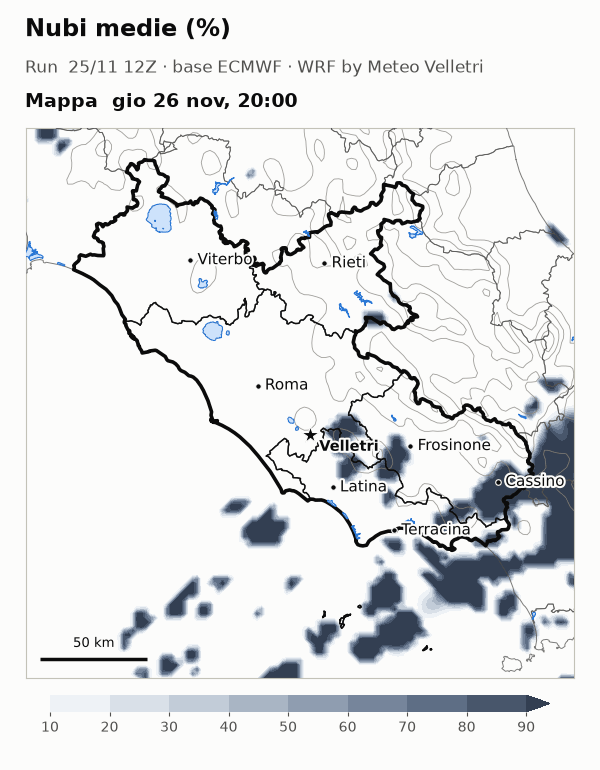 Nubi medie (%)
Run  25/11 12Z · base ECMWF · WRF by Meteo Velletri
Mappa  gio 26 nov, 20:00
Viterbo
Rieti
Roma
Velletri
Frosinone
Cassino
Latina
Terracina
50 km
10 20 30 40 50 60 70 80 90